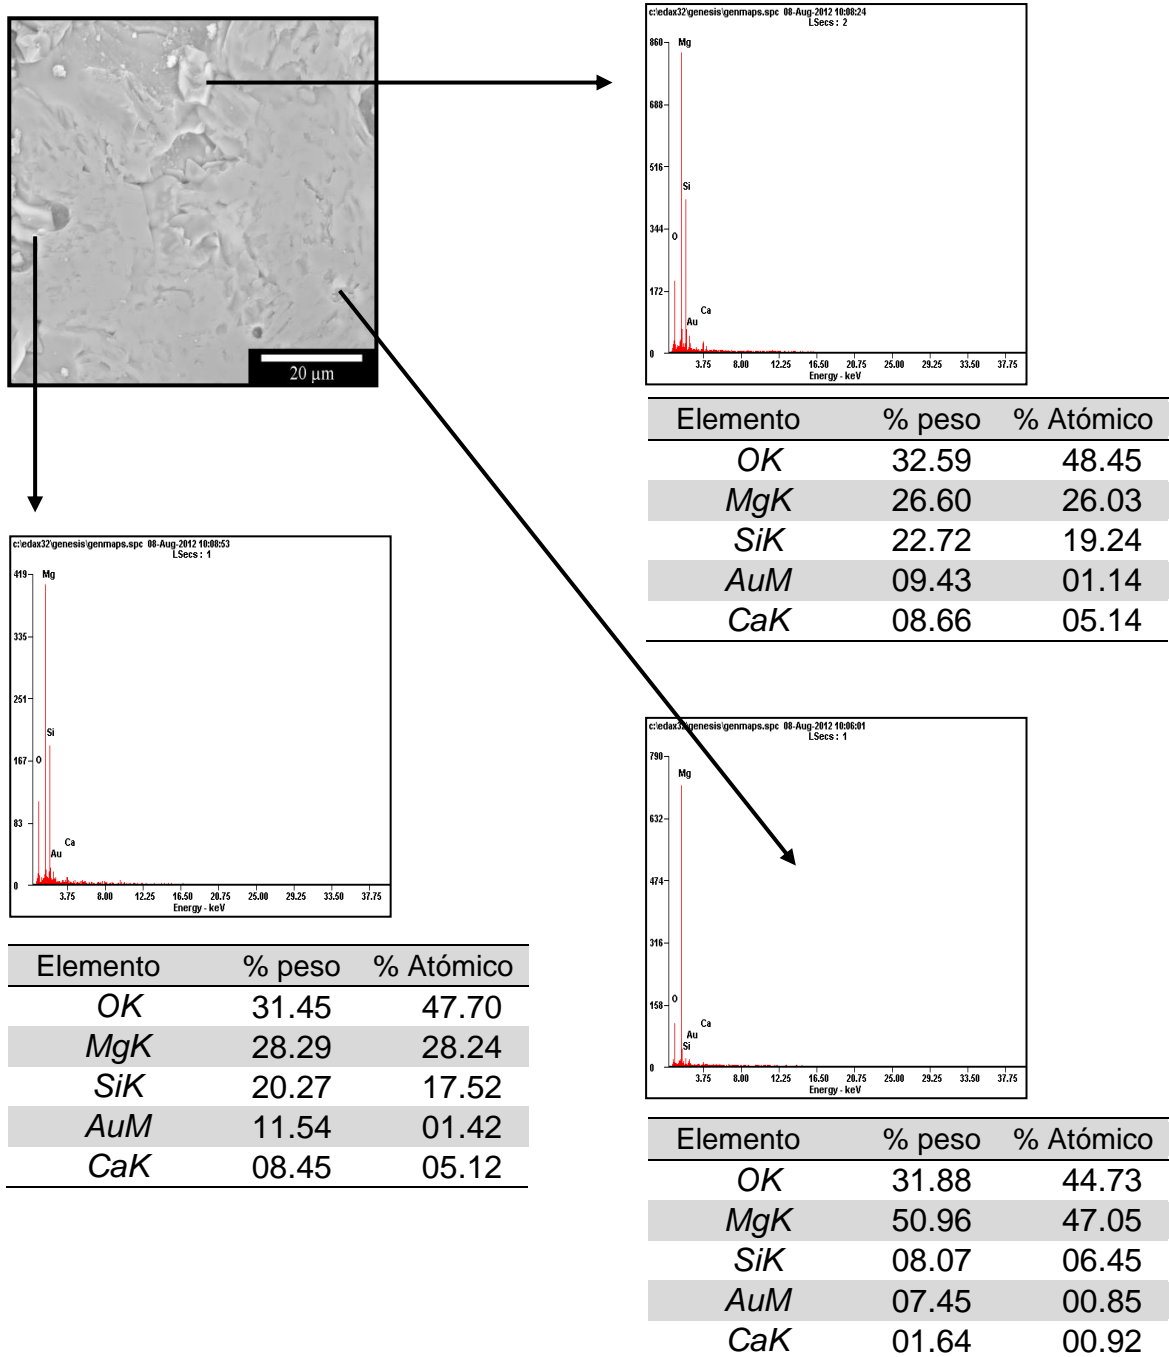 20 µm
c:\edax32\genesis\genmaps.spc 08-Aug-2012 10:08:24
LSecs : 2
860
Mg
688
516
Si
344
O
172
Ca
Au
0
3.75 8.00 12.25 16.50 20.75 25.00 29.25 33.50 37.75
Energy - keV
Elemento % peso % Atómico
OK 32.59 48.45
MgK 26.60 26.03
SiK 22.72 19.24
AuM 09.43 01.14
CaK 08.66 05.14
c:\edax32\genesis\genmaps.spc 08-Aug-2012 10:08:53
LSecs : 1
419
Mg
335
251
Si
167
O
83
Ca
Au
0
3.75 8.00 12.25 16.50 20.75 25.00 29.25 33.50 37.75
Energy - keV
Elemento % peso % Atómico
OK 31.45 47.70
MgK 28.29 28.24
SiK 20.27 17.52
AuM 11.54 01.42
CaK 08.45 05.12
c:\edax32\genesis\genmaps.spc 08-Aug-2012 10:06:01
LSecs : 1
790
Mg
632
474
316
158
O
Ca
Au
Si
0
3.75 8.00 12.25 16.50 20.75 25.00 29.25 33.50 37.75
Energy - keV
Elemento % peso % Atómico
OK 31.88 44.73
MgK 50.96 47.05
SiK 08.07 06.45
AuM 07.45 00.85
CaK 01.64 00.92